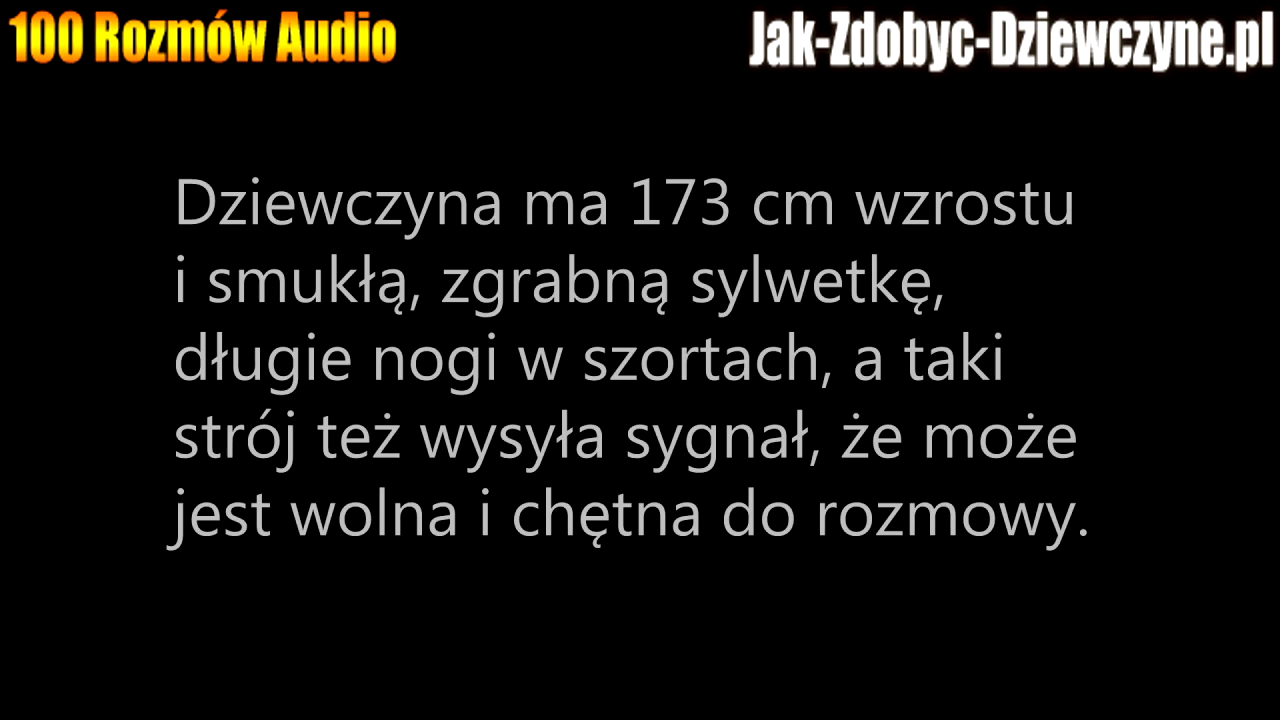 100 Rozmów Audio
Jak-Zdobyc-Dziewczyne.pl
Dziewczyna ma 173 cm wzrostu
i smukłą, zgrabną sylwetkę,
długie nogi w szortach, a taki
strój też wysyła sygnał, że może
jest wolna i chętna do rozmowy.